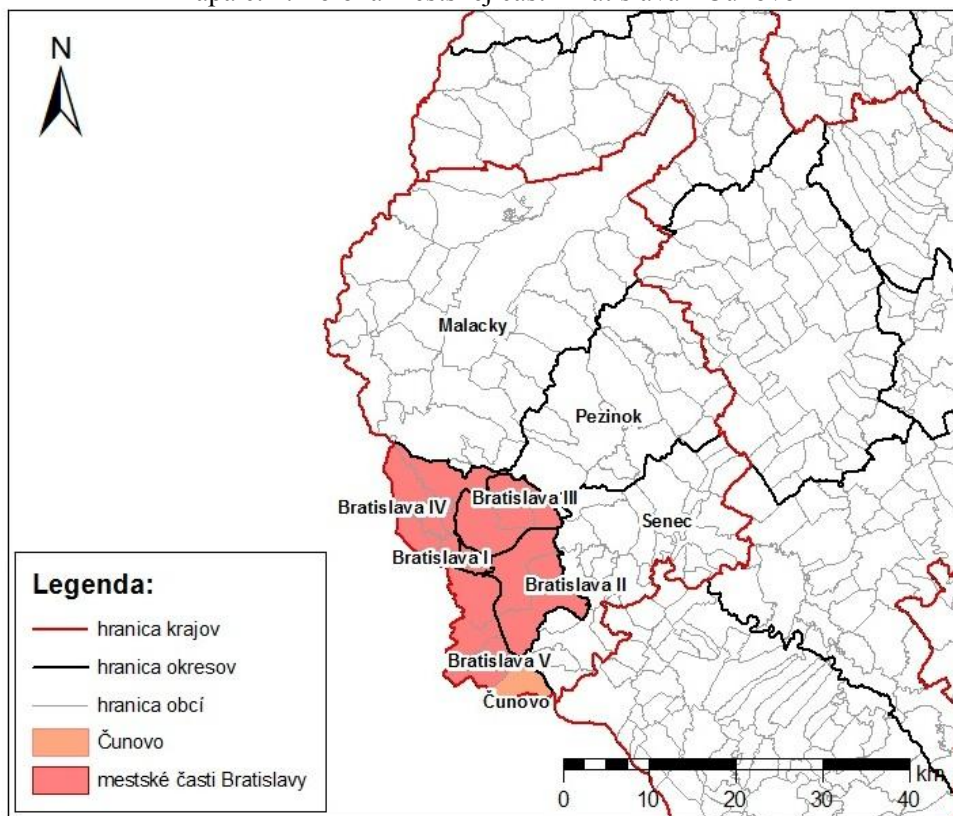 N
Malacky
Pezinok
Bratislava III
Bratislava IV
Senec
Bratislava I
Bratislava II
Bratislava V
Čunovo
Legenda:
hranica krajov
hranica okresov
hranica obcí
Čunovo
mestské časti Bratislavy
km
0 10 20 30 40